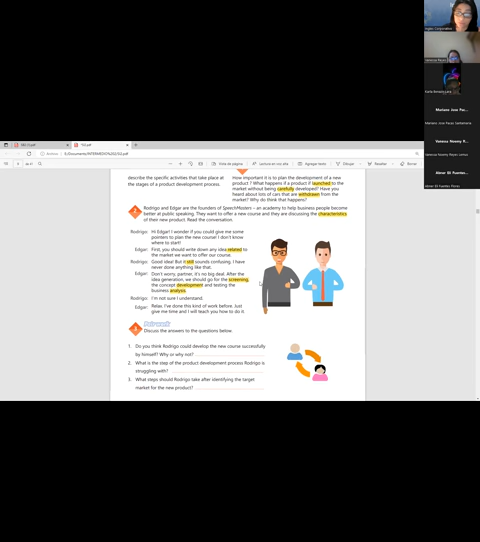 describe the specific activities that take place at
the stages of a product development process.
How important it is to plan the development of a new
product ? What happens if a product if launched to the
market without being carefully developed? Have you
heard about lots of cars that are withdrawn from the
market? Why do think that happens?
2 Rodrigo and Edgar are the founders of SpeechMasters – an academy to help business people become
better at public speaking. They want to offer a new course and they are discussing the characteristics
of their new product. Read the conversation.
Rodrigo: Hi Edgar! I wonder if you could give me some
pointers to plan the new course! I don't know
where to start!
Edgar: First, you should write down any idea related to
the market we want to offer our course.
Rodrigo: Good idea! But it still sounds confusing. I have
never done anything like that.
Edgar: Don't worry, partner, it's no big deal. After the
idea generation, we should go for the screening,
the concept development and testing the
business analysis.
Rodrigo: I'm not sure I understand.
Edgar: Relax. I've done this kind of work before. Just
give me time and I will teach you how to do it.
Discuss the answers to the questions below.
1. Do you think Rodrigo could develop the new course successfully
by himself? Why or why not?
2. What is the step of the product development process Rodrigo is
struggling with?
3. What steps should Rodrigo take after identifying the target
market for the new product?
Mariano Jose Pac...
Vanessa Noemy R...
Abner Eli Fuentes...